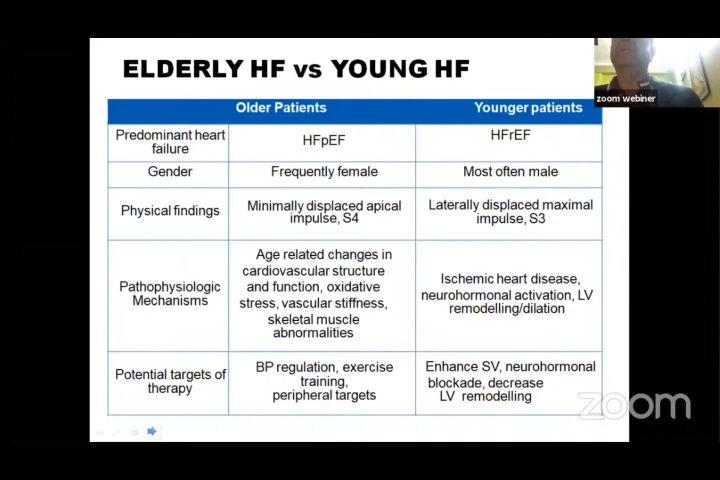 ELDERLY HF vs YOUNG HF
zoom webiner
Older Patients
Younger patients
Predominant heart
failure
HFpEF
HFrEF
Gender
Frequently female
Most often male
Physical findings
Minimally displaced apical
impulse, S4
Laterally displaced maximal
impulse, S3
Pathophysiologic
Mechanisms
Age related changes in
cardiovascular structure
and function, oxidative
stress, vascular stiffness,
skeletal muscle
abnormalities
Ischemic heart disease,
neurohormonal activation, LV
remodelling/dilation
Potential targets of
therapy
BP regulation, exercise
training,
peripheral targets
Enhance SV, neurohormonal
blockade, decrease
LV remodelling
zoom